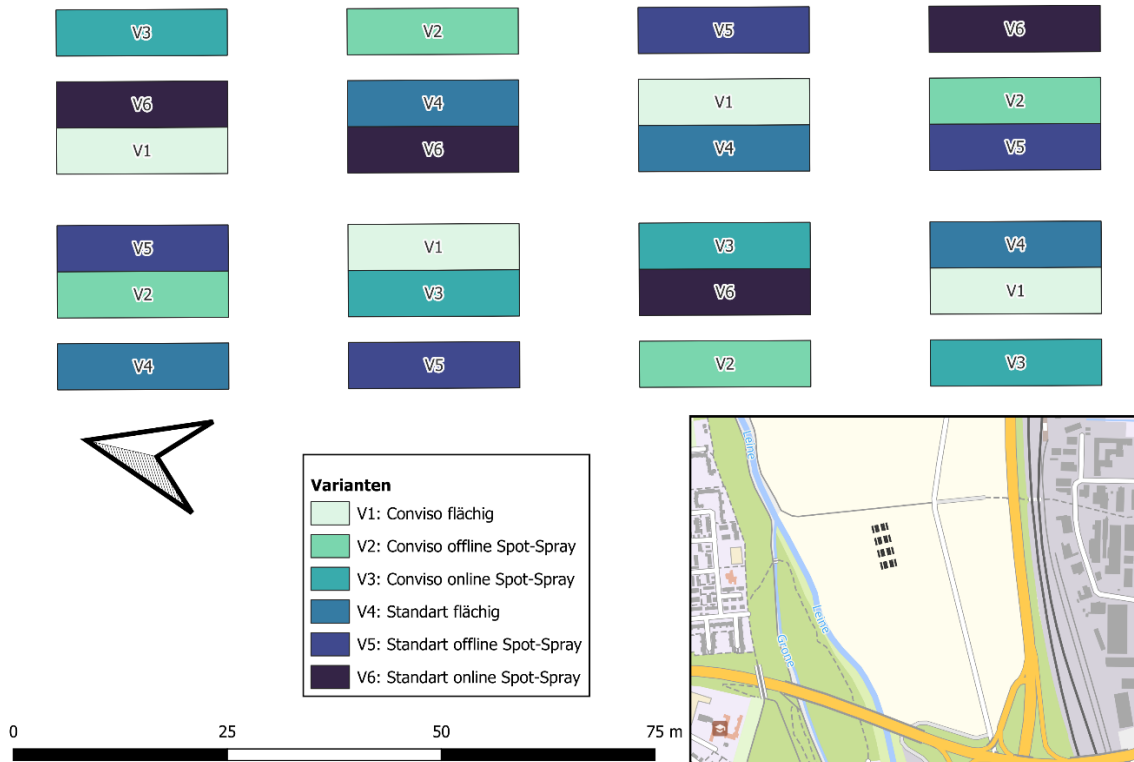 V3
V2
V5
V6
V6
V4
V1
V2
V1
V6
V4
V5
V5
V1
V3
V4
V2
V3
V6
V1
V4
V5
V2
V3
Varianten
V1: Conviso flächig
V2: Conviso offline Spot-Spray
V3: Conviso online Spot-Spray
V4: Standart flächig
V5: Standart offline Spot-Spray
V6: Standart online Spot-Spray
Leine
Leine
Grone
0
25
50
75 m